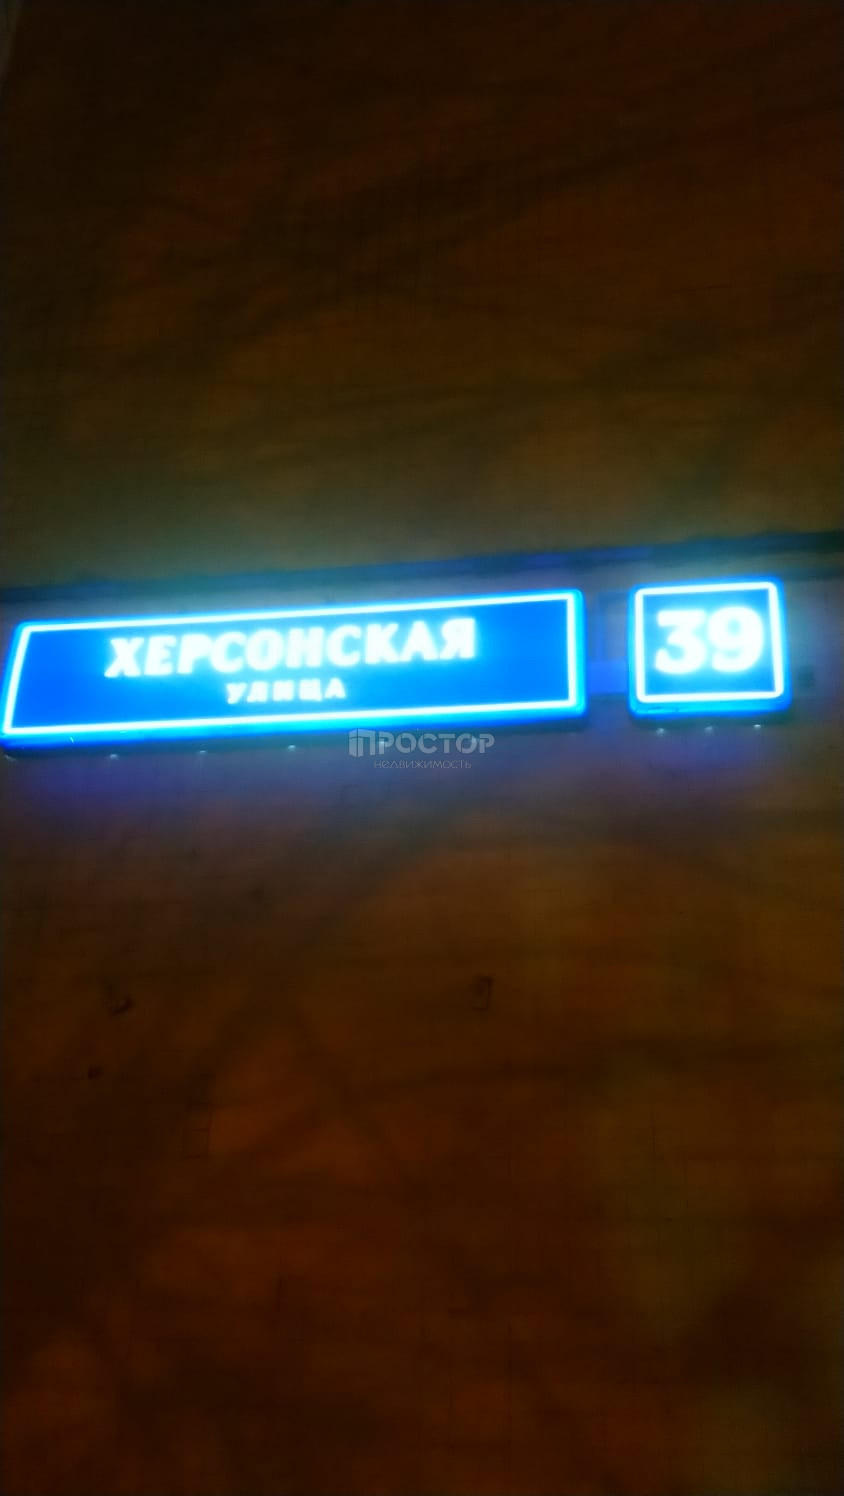 ХЕРСОНСКАЯ
УЛИЦА
39
ПРОСТОР
НЕДВИЖИМОСТЬ